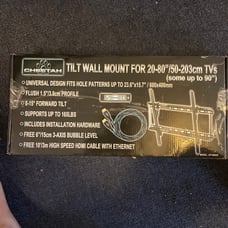 CHEETAH
TILT WALL MOUNT FOR 20-80"/50-203cm TVs
(some up to 90")
• UNIVERSAL DESIGN FITS HOLE PATTERNS UP TO 23.6"x15.7" / 600x400mm
• FLUSH 1.5"/3.8cm PROFILE
• 0-15° FORWARD TILT
• SUPPORTS UP TO 165LBS
• INCLUDES INSTALLATION HARDWARE
• FREE 6"/15cm 3-AXIS BUBBLE LEVEL
• FREE 10'/3m HIGH SPEED HDMI CABLE WITH ETHERNET